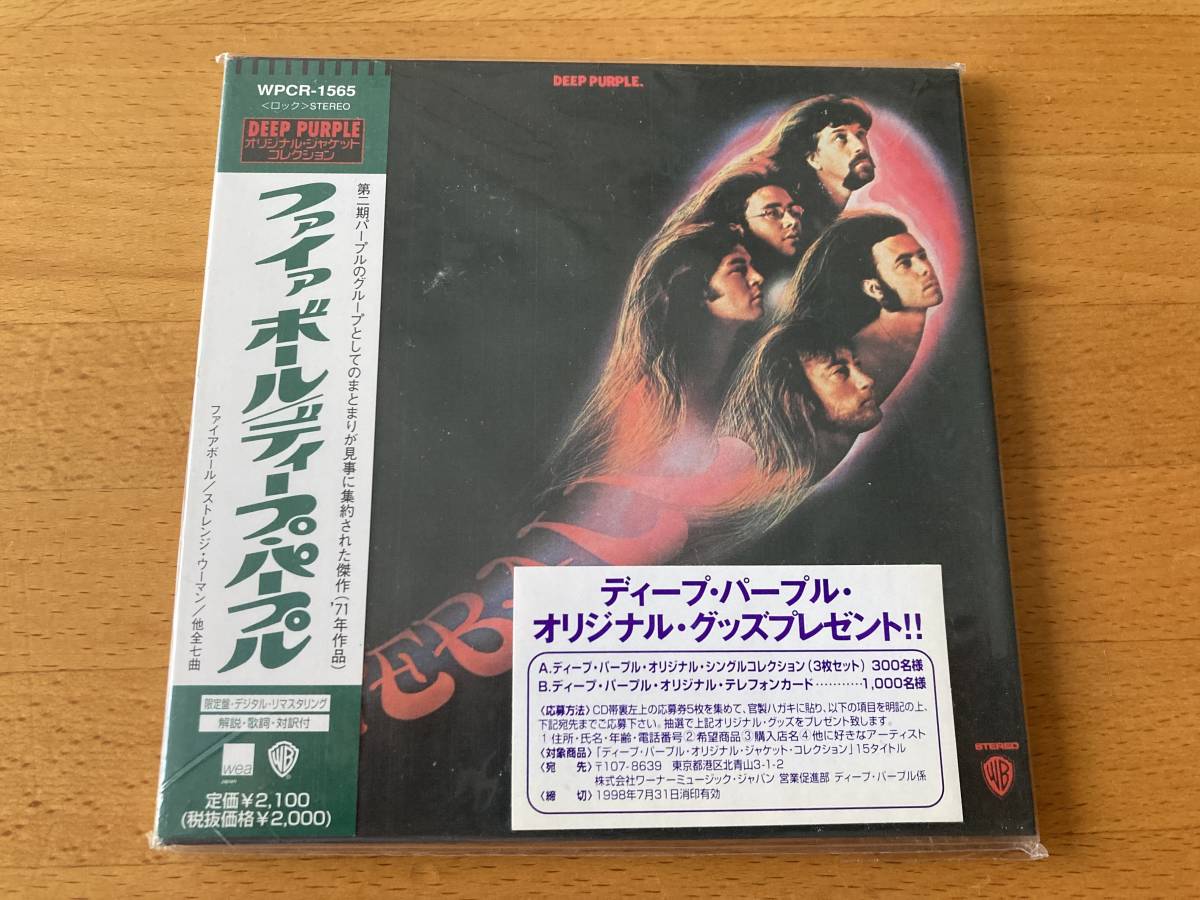 WPCR-1565
<ロック>STEREO
DEEP PURPLE
オリジナル・ジャケット
コレクション
ファイアボール/ディープ・パープル
第二期パープルのグループとしてのまとまりが見事に集約された傑作('71年作品)
ファイアボール/ストレンジ・ウーマン/他全七曲
限定盤・デジタル・リマスタリング
解説・歌詞・対訳付
wea
JAPAN
WB
定価¥2,100
(税抜価格¥2,000)
DEEP PURPLE.
ディープ・パープル・
オリジナル・グッズプレゼント!!
A.ディープ・パープル・オリジナル・シングルコレクション(3枚セット) 300名様
B.ディープ・パープル・オリジナル・テレフォンカード………1,000名様
〈応募方法〉CD帯裏左上の応募券5枚を集めて、官製ハガキに貼り、以下の項目を明記の上、
下記宛先までご応募下さい。抽選で上記オリジナル・グッズをプレゼント致します。
1 住所・氏名・年齢・電話番号 ② 希望商品 ③ 購入店名 ④ 他に好きなアーティスト
〈対象商品〉「ディープ・パープル・オリジナル・ジャケット・コレクション」15タイトル
〈宛 先〉〒107-8639 東京都港区北青山3-1-2
株式会社ワーナーミュージック・ジャパン 営業促進部 ディープ・パープル係
〈締 切〉1998年7月31日消印有効
STEREO
WB